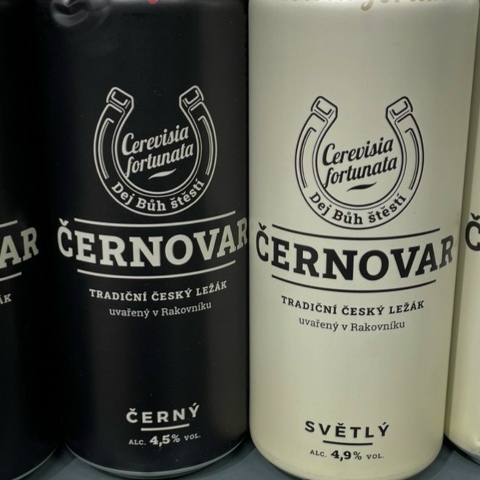 Cerevisia
fortunata
Dej Bůh štěstí
ČERNOVAR
TRADIČNÍ ČESKÝ LEŽÁK
uvařený v Rakovníku
ČERNÝ
ALC. 4,5% VOL.
Cerevisia
fortunata
Dej Bůh štěstí
ČERNOVAR
TRADIČNÍ ČESKÝ LEŽÁK
uvařený v Rakovníku
SVĚTLÝ
ALC. 4,9% VOL.